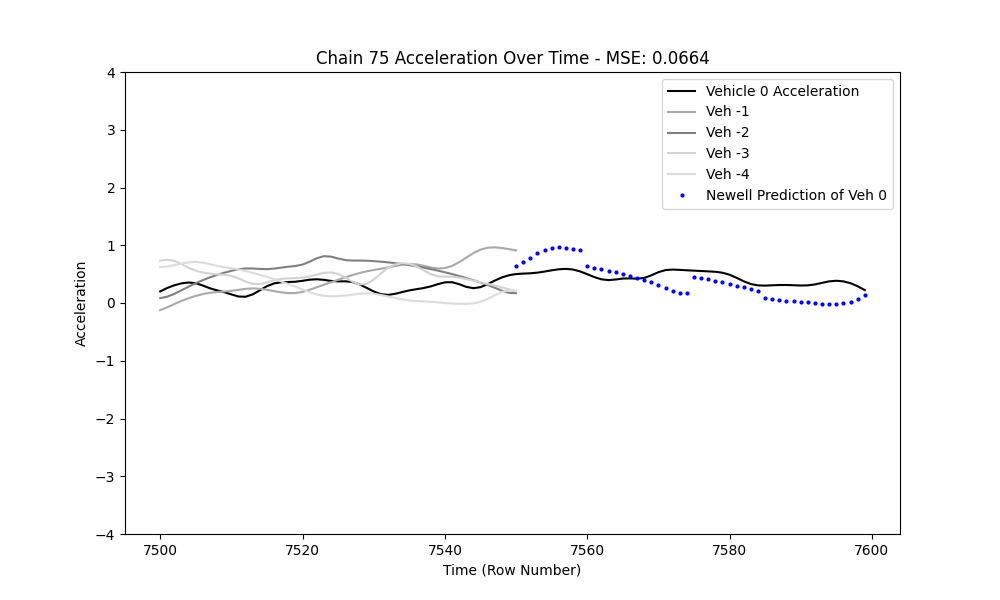 Chain 75 Acceleration Over Time - MSE: 0.0664
Vehicle 0 Acceleration
Veh -1
Veh -2
Veh -3
Veh -4
Newell Prediction of Veh 0
Acceleration
4
3
2
1
0
−1
−2
−3
−4
7500
7520
7540
7560
7580
7600
Time (Row Number)